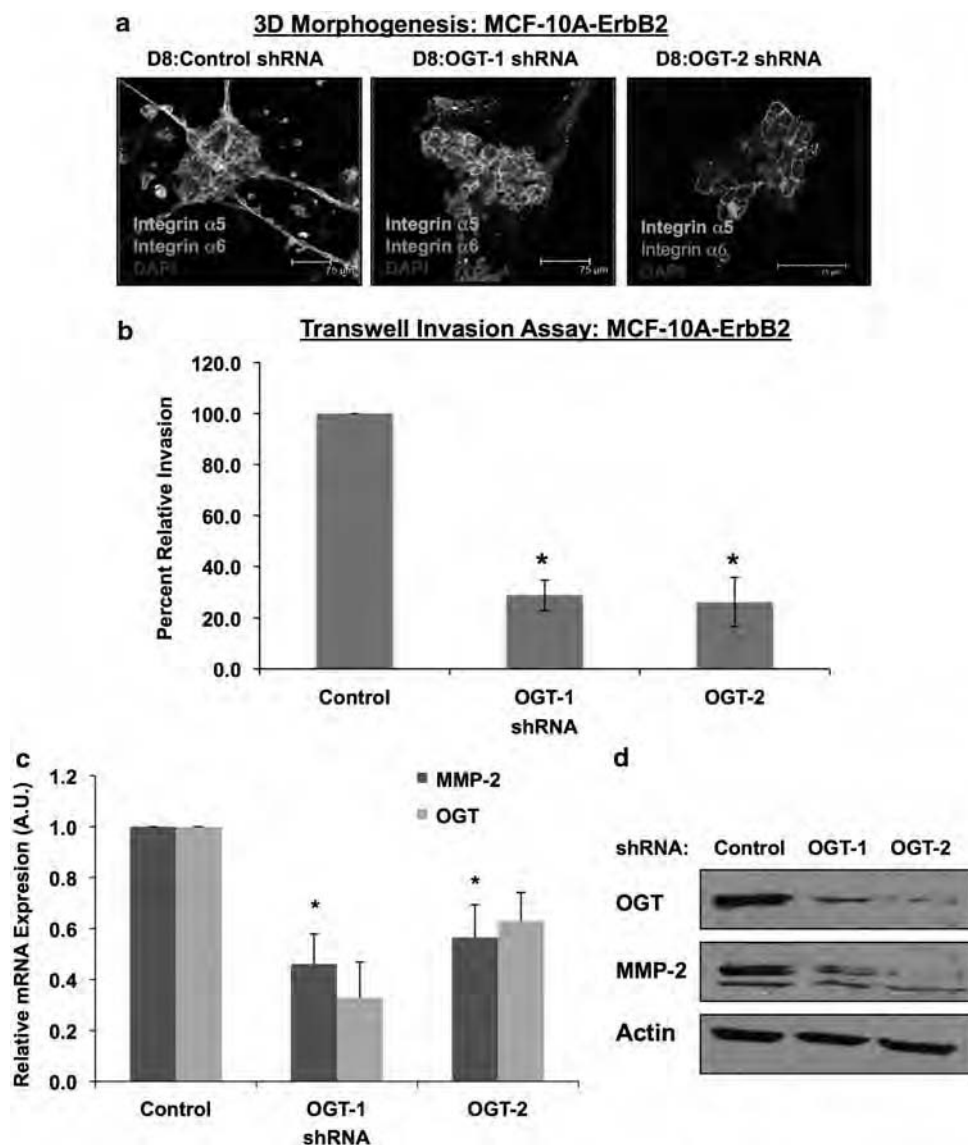 a
3D Morphogenesis: MCF-10A-ErbB2
D8:Control shRNA D8:OGT-1 shRNA D8:OGT-2 shRNA
Integrin α5
Integrin α6
DAPI
75 µm
Integrin α5
Integrin α6
DAPI
75 µm
Integrin α5
Integrin α6
DAPI
b
Transwell Invasion Assay: MCF-10A-ErbB2
Percent Relative Invasion
120.0
100.0
80.0
60.0
40.0
20.0
0.0
* *
Control OGT-1 OGT-2
shRNA
c
Relative mRNA Expresion (A.U.)
1.2
1.0
0.8
0.6
0.4
0.2
0.0
MMP-2
OGT
* *
Control OGT-1 OGT-2
shRNA
d
shRNA: Control OGT-1 OGT-2
OGT
MMP-2
Actin